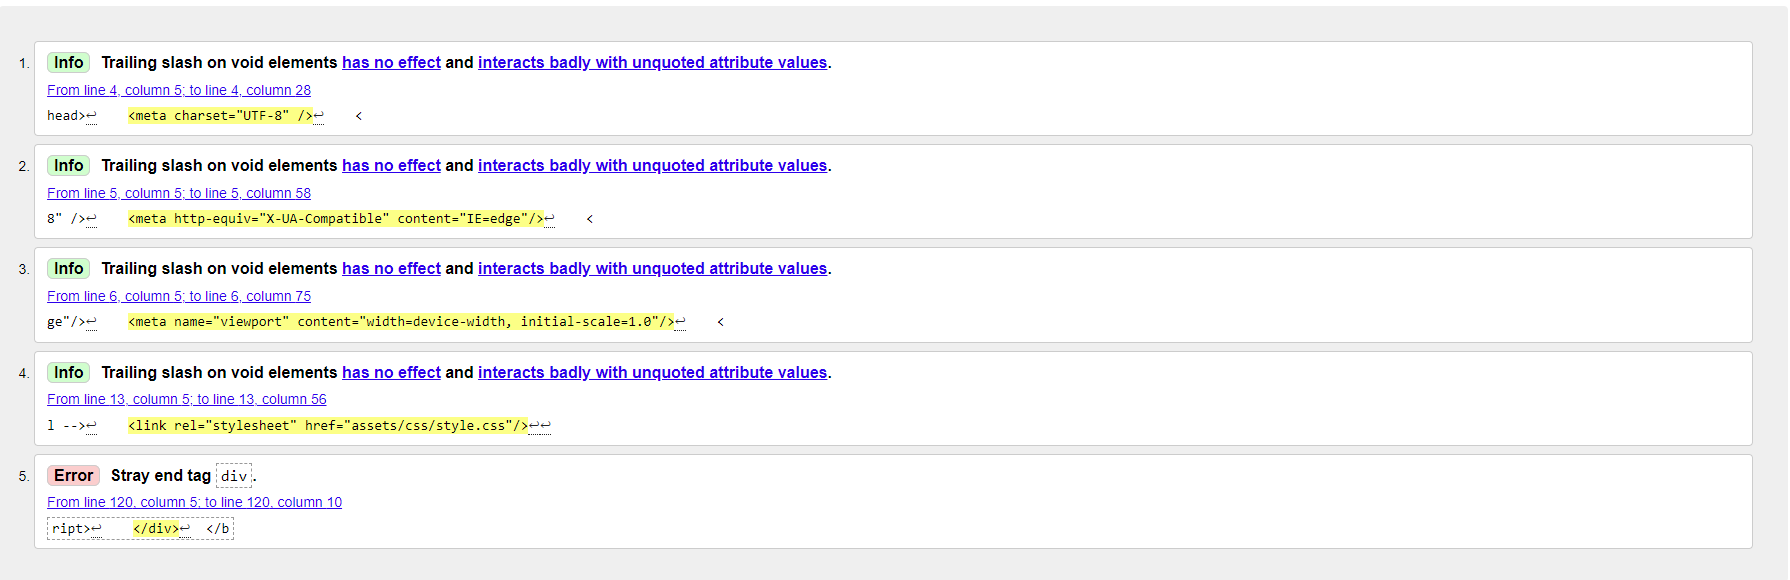 1. Info Trailing slash on void elements has no effect and interacts badly with unquoted attribute values.
From line 4, column 5; to line 4, column 28
head>↩    <meta charset="UTF-8" />↩    <
2. Info Trailing slash on void elements has no effect and interacts badly with unquoted attribute values.
From line 5, column 5; to line 5, column 58
8" />↩    <meta http-equiv="X-UA-Compatible" content="IE=edge"/>↩    <
3. Info Trailing slash on void elements has no effect and interacts badly with unquoted attribute values.
From line 6, column 5; to line 6, column 75
ge"/>↩    <meta name="viewport" content="width=device-width, initial-scale=1.0"/>↩    <
4. Info Trailing slash on void elements has no effect and interacts badly with unquoted attribute values.
From line 13, column 5; to line 13, column 56
l -->↩    <link rel="stylesheet" href="assets/css/style.css"/>↩↩
5. Error Stray end tag div.
From line 120, column 5; to line 120, column 10
ript>↩    </div>↩  </b